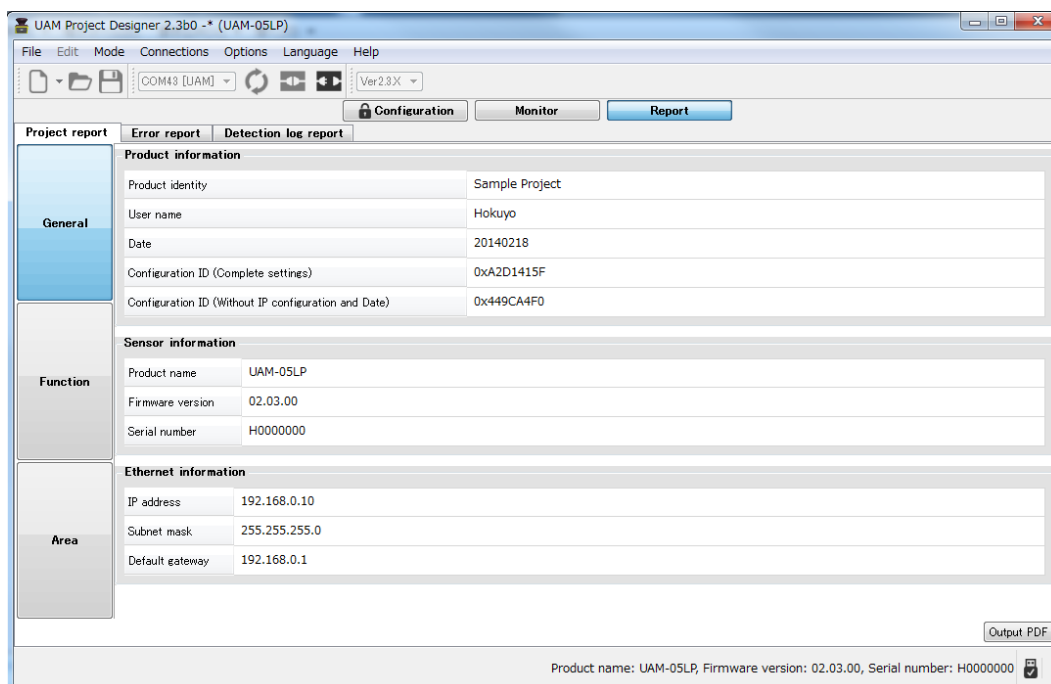 UAM Project Designer 2.3b0 -* (UAM-05LP)
File Edit Mode Connections Options Language Help
COM43 [UAM] Ver2.3X
Configuration Monitor Report
Project report Error report Detection log report
General
Function
Area
Product information
Product identity Sample Project
User name Hokuyo
Date 20140218
Configuration ID (Complete settings) 0xA2D1415F
Configuration ID (Without IP configuration and Date) 0x449CA4F0
Sensor information
Product name UAM-05LP
Firmware version 02.03.00
Serial number H0000000
Ethernet information
IP address 192.168.0.10
Subnet mask 255.255.255.0
Default gateway 192.168.0.1
Output PDF
Product name: UAM-05LP, Firmware version: 02.03.00, Serial number: H0000000